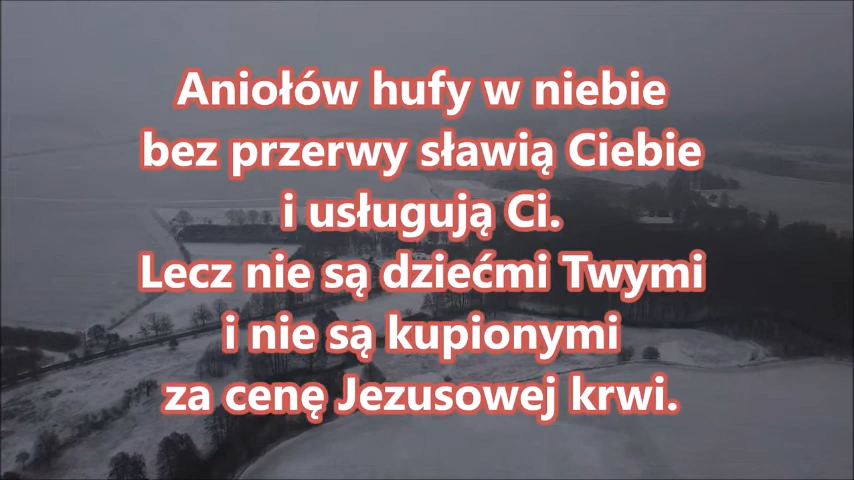 Aniołów hufy w niebie
bez przerwy sławią Ciebie
i usługują Ci.
Lecz nie są dziećmi Twymi
i nie są kupionymi
za cenę Jezusowej krwi.